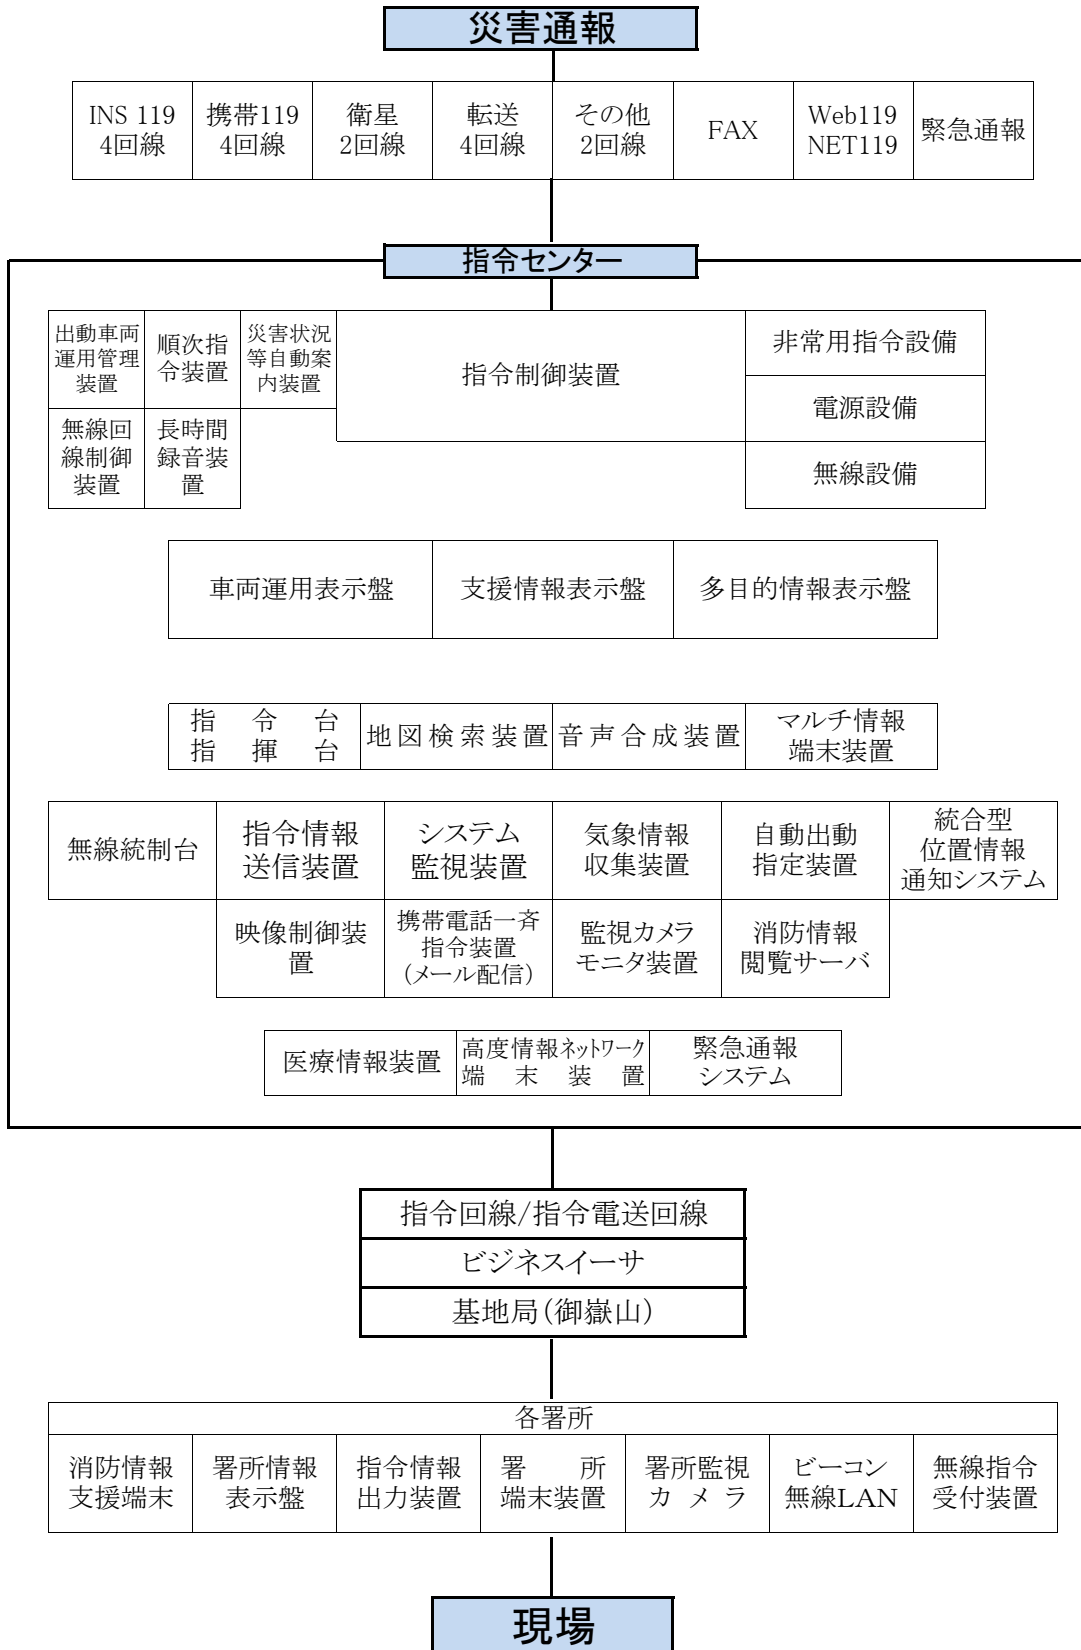 災害通報
INS 119
4回線
携帯119
4回線
衛星
2回線
転送
4回線
その他
2回線
FAX
Web119
NET119
緊急通報
指令センター
出動車両
運用管理
装置
順次指
令装置
災害状況
等自動案
内装置
指令制御装置
非常用指令設備
電源設備
無線回
線制御
装置
長時間
録音装
置
無線設備
車両運用表示盤
支援情報表示盤
多目的情報表示盤
指令台
指揮台
地図検索装置
音声合成装置
マルチ情報
端末装置
無線統制台
指令情報
送信装置
システム
監視装置
気象情報
収集装置
自動出動
指定装置
統合型
位置情報
通知システム
映像制御装
置
携帯電話一斉
指令装置
(メール配信)
監視カメラ
モニタ装置
消防情報
閲覧サーバ
医療情報装置
高度情報ネットワーク
端末装置
緊急通報
システム
指令回線/指令電送回線
ビジネスイーサ
基地局(御嶽山)
各署所
消防情報
支援端末
署所情報
表示盤
指令情報
出力装置
署所
端末装置
署所監視
カメラ
ビーコン
無線LAN
無線指令
受付装置
現場